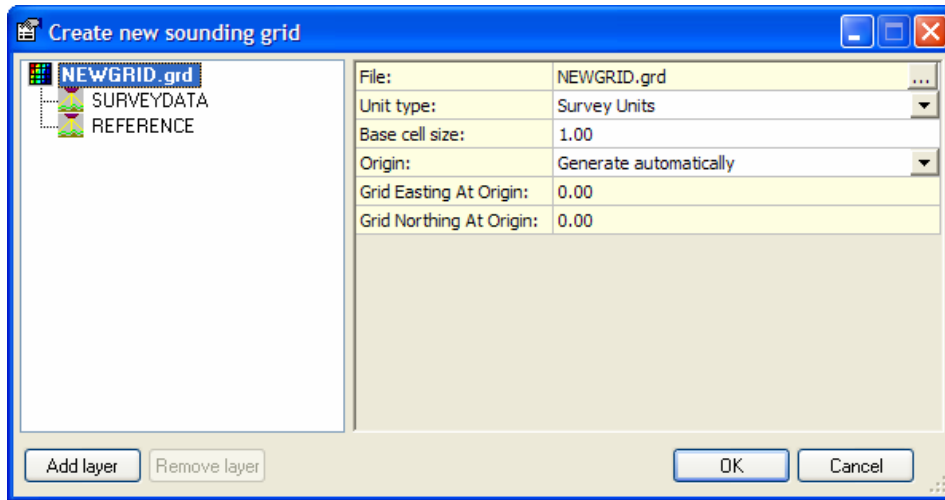 Create new sounding grid
NEWGRID.grd
SURVEYDATA
REFERENCE
File: NEWGRID.grd ...
Unit type: Survey Units
Base cell size: 1.00
Origin: Generate automatically
Grid Easting At Origin: 0.00
Grid Northing At Origin: 0.00
Add layer Remove layer OK Cancel